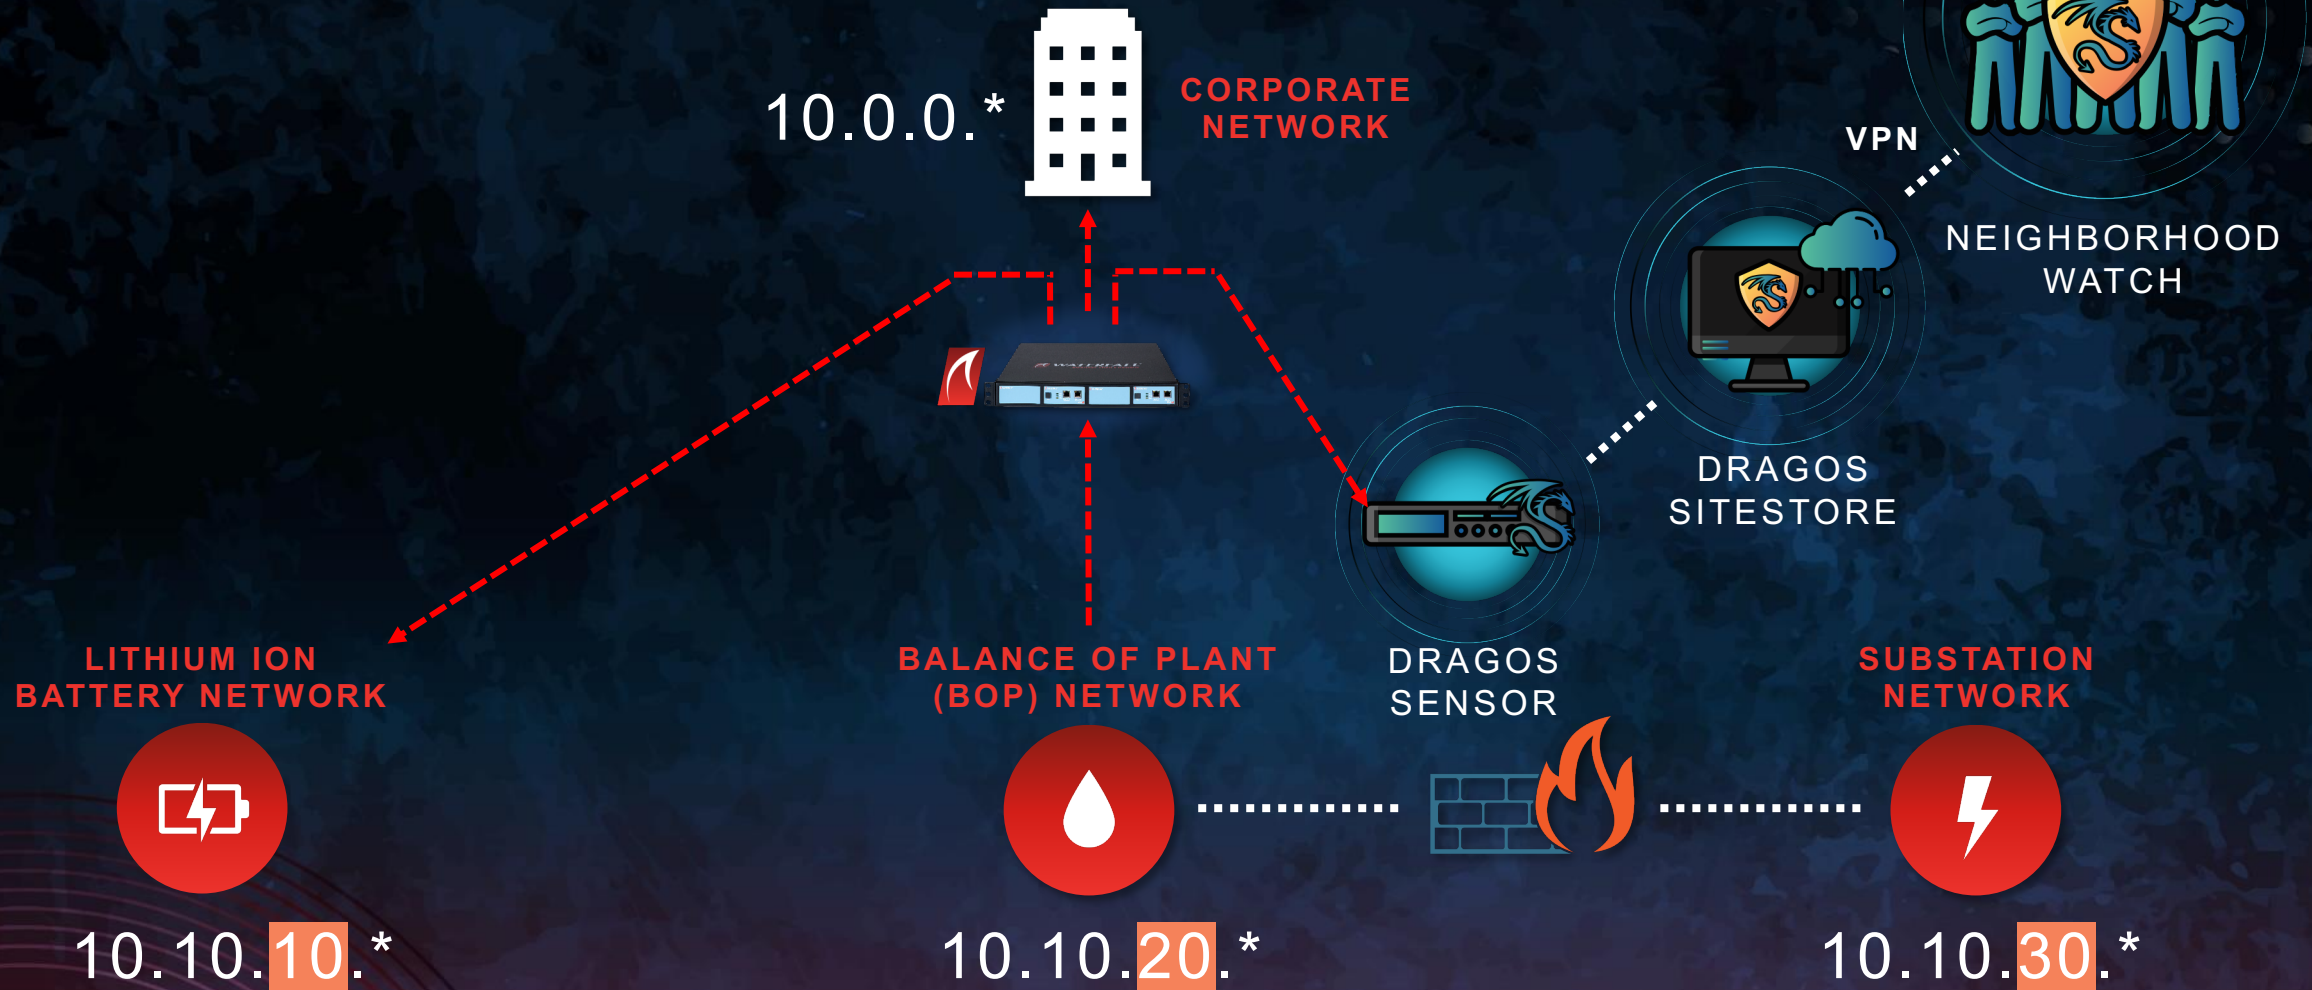 10.0.0.*
CORPORATE
NETWORK
VPN
NEIGHBORHOOD
WATCH
WATERFALL
DRAGOS
SITESTORE
LITHIUM ION
BATTERY NETWORK
BALANCE OF PLANT
(BOP) NETWORK
DRAGOS
SENSOR
SUBSTATION
NETWORK
10.10.10.*
10.10.20.*
10.10.30.*